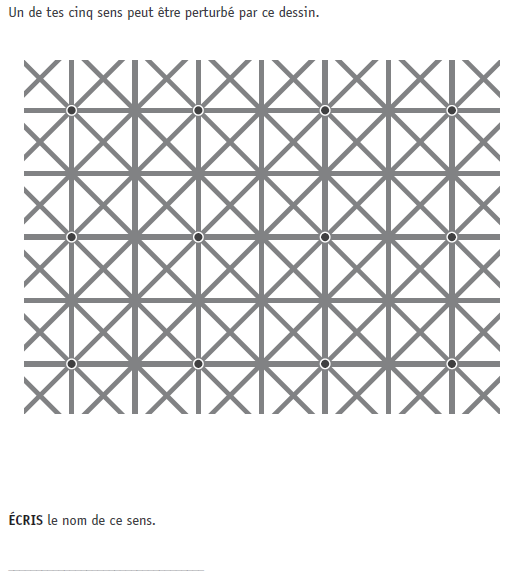 Un de tes cinq sens peut être perturbé par ce dessin.
ÉCRIS le nom de ce sens.